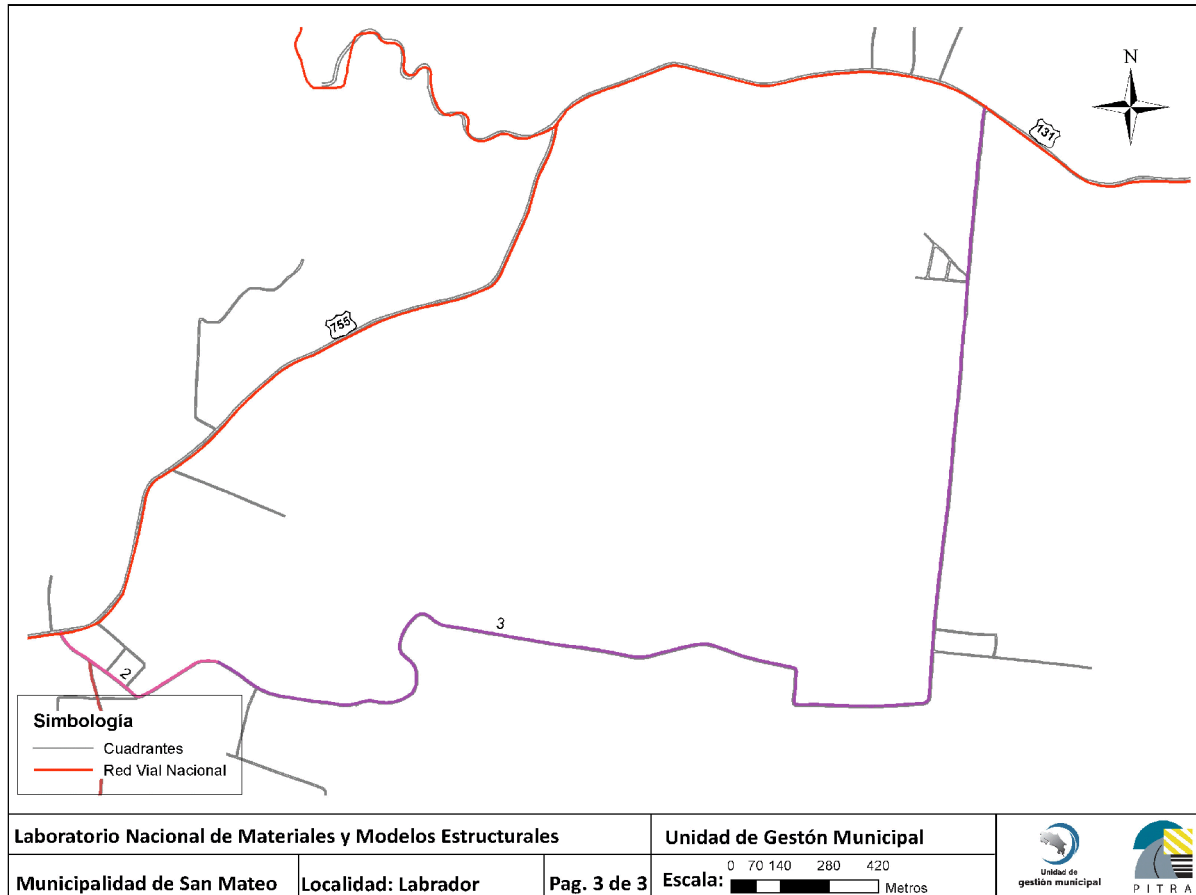 N
131
755
3
2
Simbología
Cuadrantes
Red Vial Nacional
Laboratorio Nacional de Materiales y Modelos Estructurales
Unidad de Gestión Municipal
Municipalidad de San Mateo
Localidad: Labrador
Pag. 3 de 3
Escala:
0 70 140 280 420
Metros
Unidad de
gestión municipal
PITRA